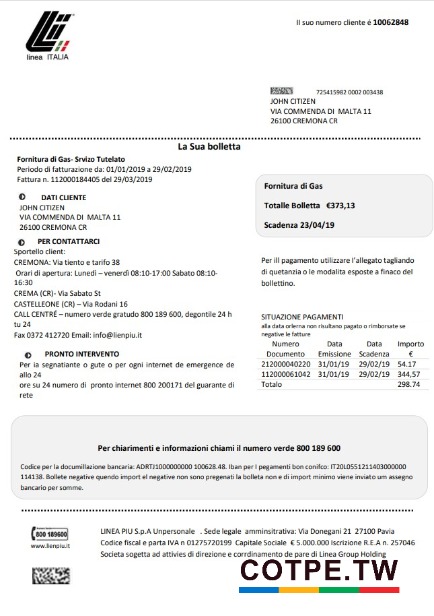 linea ITALIA
Il suo numero cliente é 10062848
725415982 0002 003438
JOHN CITIZEN
VIA COMMENDA DI MALTA 11
26100 CREMONA CR
La Sua bolletta
Fornitura di Gas- Srvizo Tutelato
Periodo di fatturazione da: 01/01/2019 a 29/02/2019
Fattura n. 112000184405 del 29/03/2019
DATI CLIENTE
JOHN CITIZEN
VIA COMMENDA DI MALTA 11
26100 CREMONA CR
PER CONTATTARCI
Sportello client:
CREMONA: Via tiento e tarifo 38
Orari di apertura: Lunedì – venerdì 08:10-17:00 Sabato 08:10-
16:30
CREMA (CR)- Via Sabato St
CASTELLEONE (CR) – Via Rodani 16
CALL CENTRÉ – numero verde gratudo 800 189 600, degontile 24 h
tu 24
Fax 0372 412720 Email: info@lienpiu.it
PRONTO INTERVENTO
Per ia segnatiante o gute o per ogni internet de emergence de
allo 24
ore su 24 numero di pronto internet 800 200171 del guarante di
rete
Fornitura di Gas
Totalle Bolletta €373,13
Scadenza 23/04/19
Per ill pagamento utilizzare l'allegato tagliando
di quetanzia o le modalita esposte a finaco del
bollettino.
SITUAZIONE PAGAMENTI
alla data orlerna non risultano pagato o rimborsate se
negative le fatture
Numero Data Data Importo
Documento Emissione Scadenza €
212000040220 31/01/19 29/02/19 54.17
112000061042 31/01/19 29/02/19 344,57
Totalo 298.74
Per chiarimenti e informazioni chiami il numero verde 800 189 600
Codice per la documillazione bancaria: ADRTJ1000000000 100628.48. Iban per I pegamenti bon conifco: IT20L0551211403000000
114138. Bollete negative quendo import el negative non sono pregenati la bolleta non e di import minimo viene inviato um assegno
bancario per somme.
800 189600
www.lienpiu.it
LINEA PIU S.p.A Unpersonale . Sede legale amminsitrativa: Via Donegani 21 27100 Pavia
Codice fiscal e parta IVA n 01275720199 Capitale Sociale € 5.000.000 Iscrizione R.E.A n. 257046
Societa sogetta ad attivies di direzione e corrdinamento de pare di Linea Group Holding
COTPE.TW